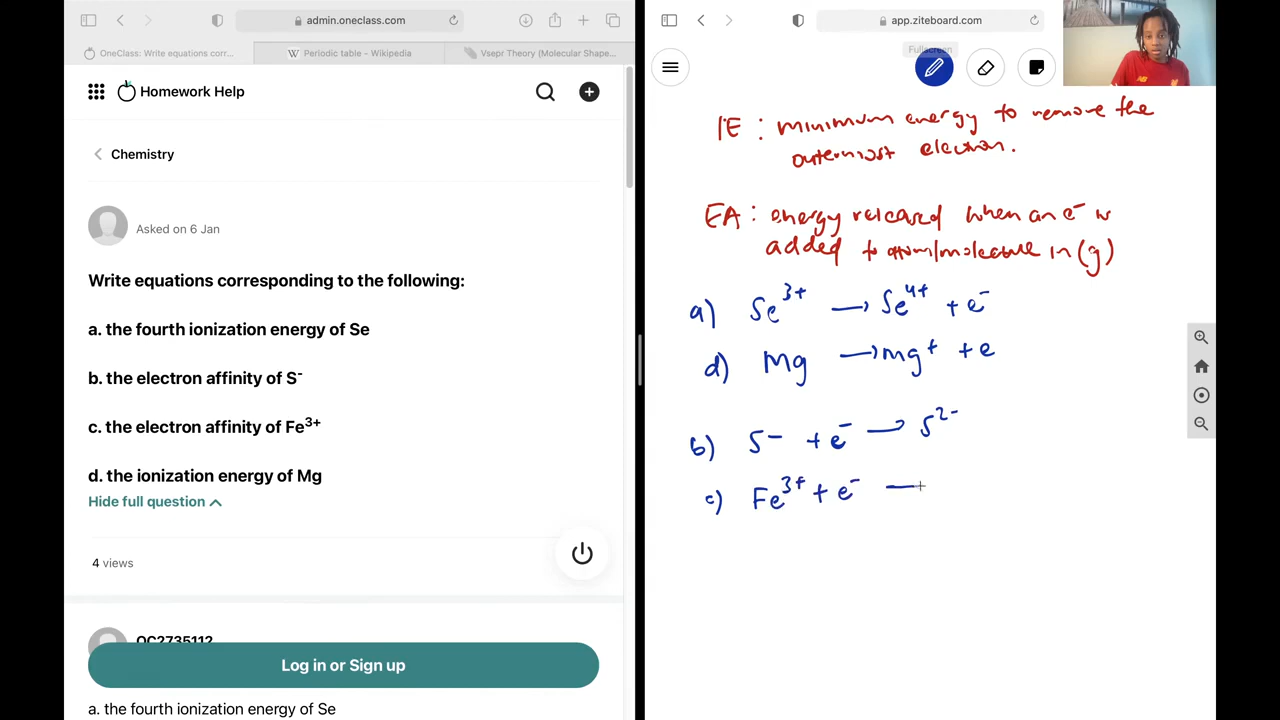 admin.oneclass.com
OneClass: Write equations corr...
Periodic table - Wikipedia
Vsepr Theory (Molecular Shape...
Homework Help
Chemistry
Asked on 6 Jan
Write equations corresponding to the following:
a. the fourth ionization energy of Se
b. the electron affinity of S⁻
c. the electron affinity of Fe³⁺
d. the ionization energy of Mg
Hide full question
4 views
OC2735112
Log in or Sign up
a. the fourth ionization energy of Se
app.ziteboard.com
Fullscreen
IE : minimum energy to remove the
outermost electron.
EA : energy released when an e⁻ is
added to atom/molecule in (g)
a) Se³⁺ → Se⁴⁺ + e⁻
d) Mg → Mg⁺ + e
b) S⁻ + e⁻ → S²⁻
c) Fe³⁺ + e⁻ —